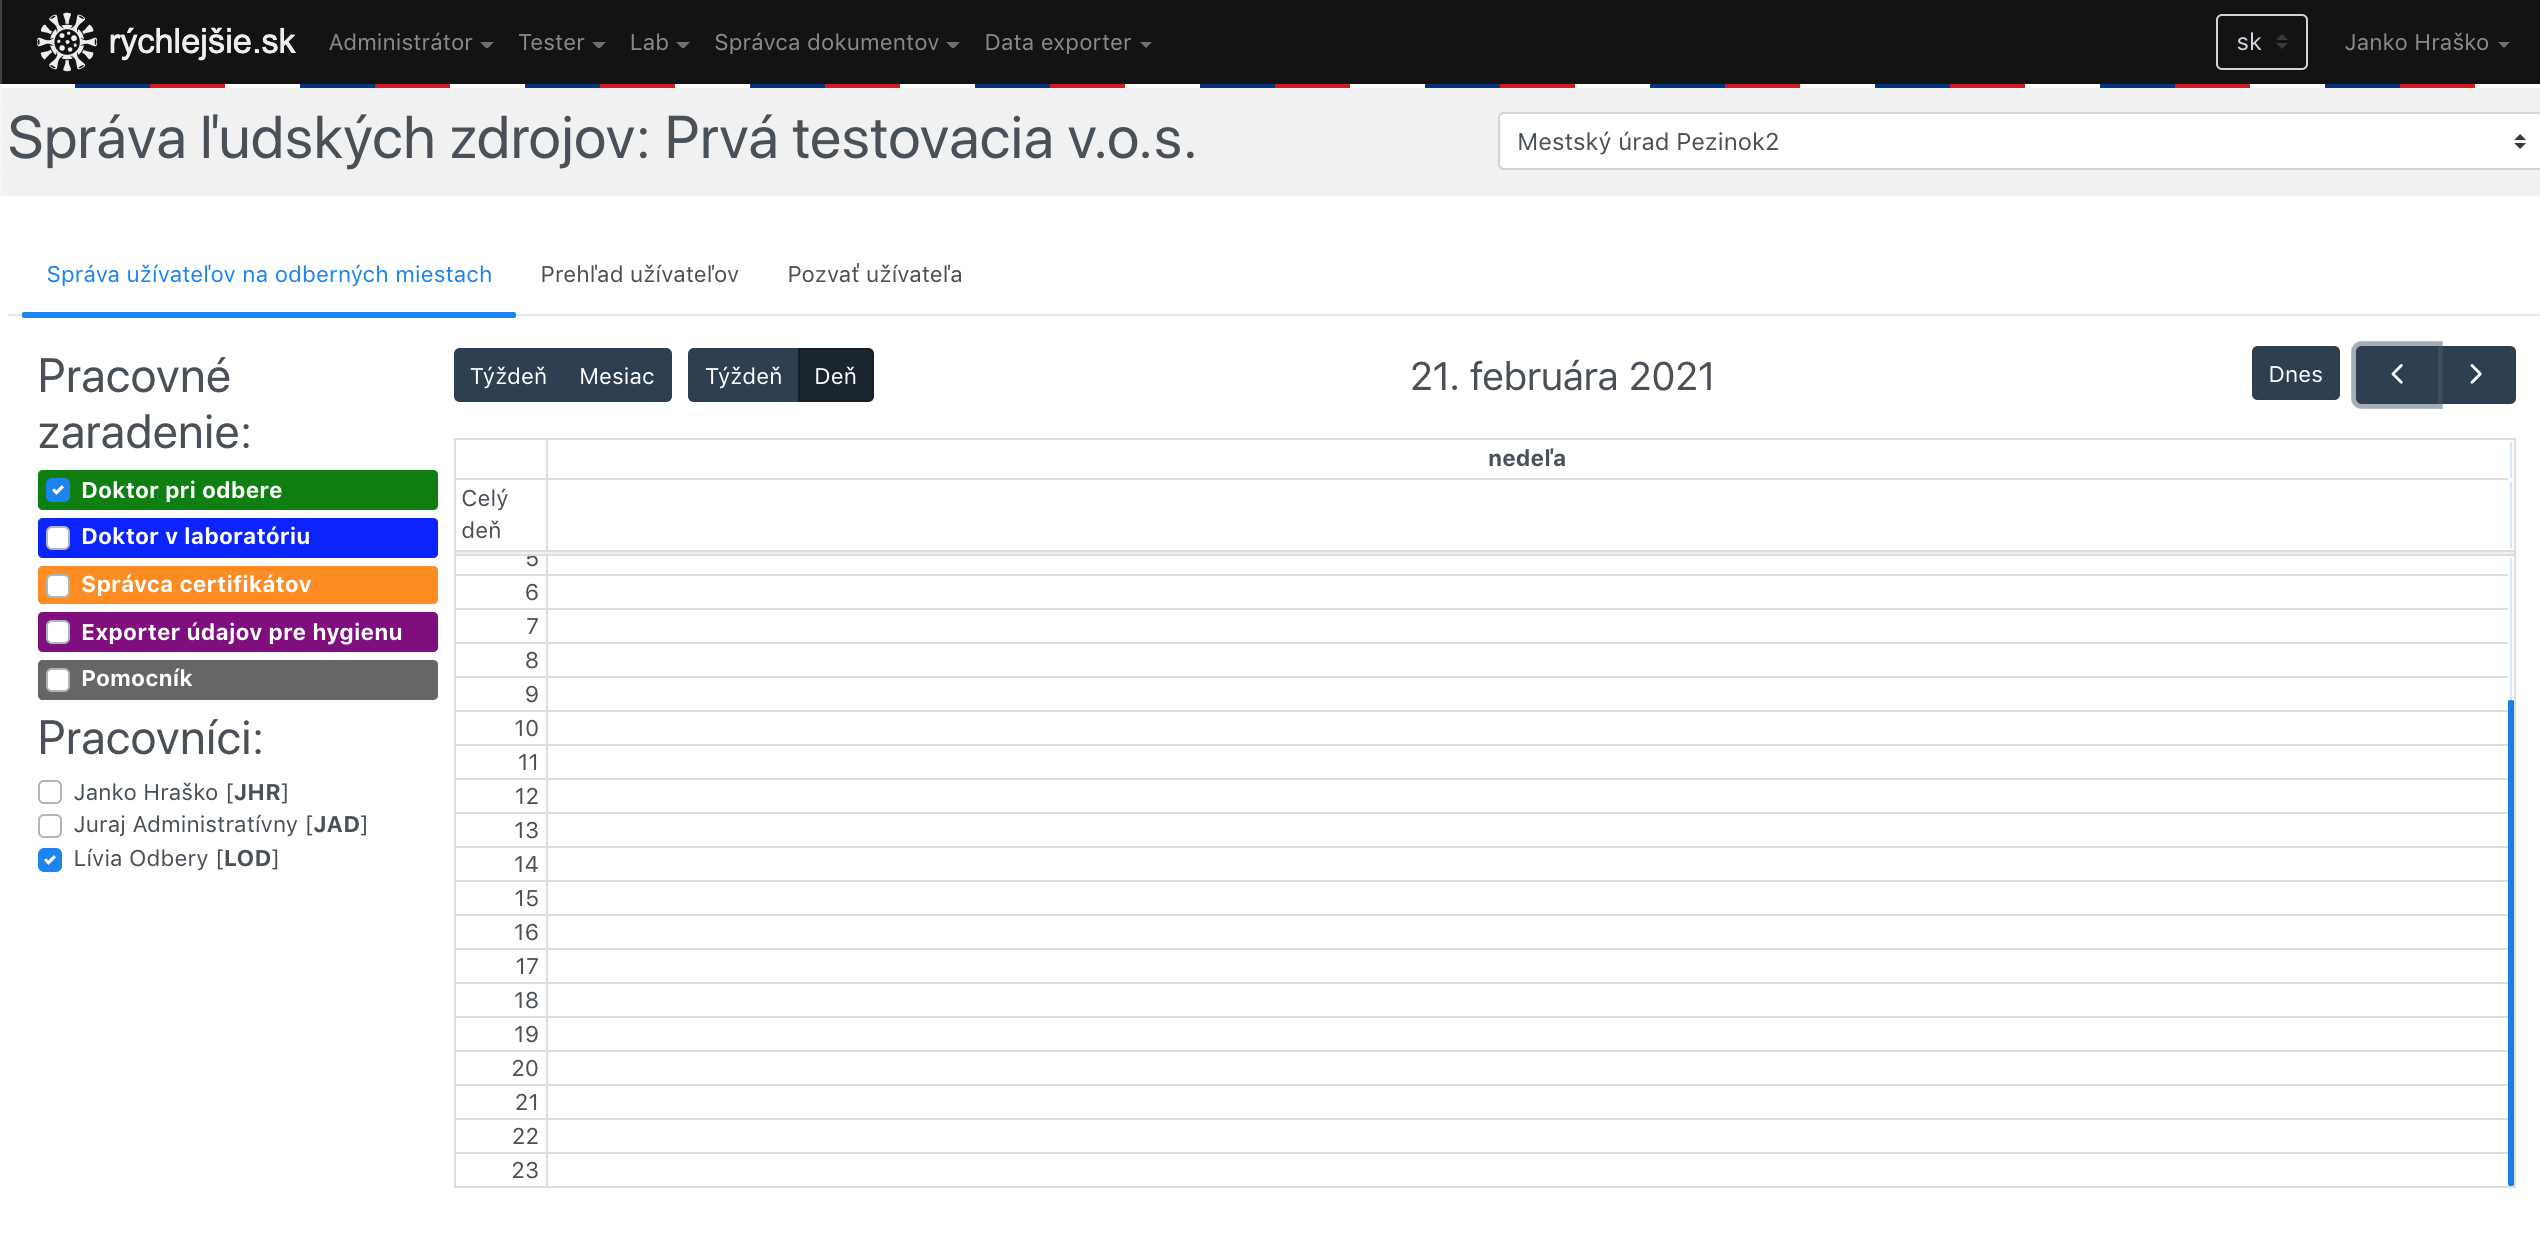 rýchlejšie.sk Administrátor Tester Lab Správca dokumentov Data exporter sk Janko Hraško
Správa ľudských zdrojov: Prvá testovacia v.o.s. Mestský úrad Pezinok2
Správa užívateľov na odberných miestach Prehľad užívateľov Pozvať užívateľa
Pracovné
zaradenie:
Doktor pri odbere
Doktor v laboratóriu
Správca certifikátov
Exporter údajov pre hygienu
Pomocník
Pracovníci:
Janko Hraško [JHR]
Juraj Administratívny [JAD]
Lívia Odbery [LOD]
Týždeň Mesiac Týždeň Deň 21. februára 2021 Dnes
nedeľa
Celý
deň
5
6
7
8
9
10
11
12
13
14
15
16
17
18
19
20
21
22
23